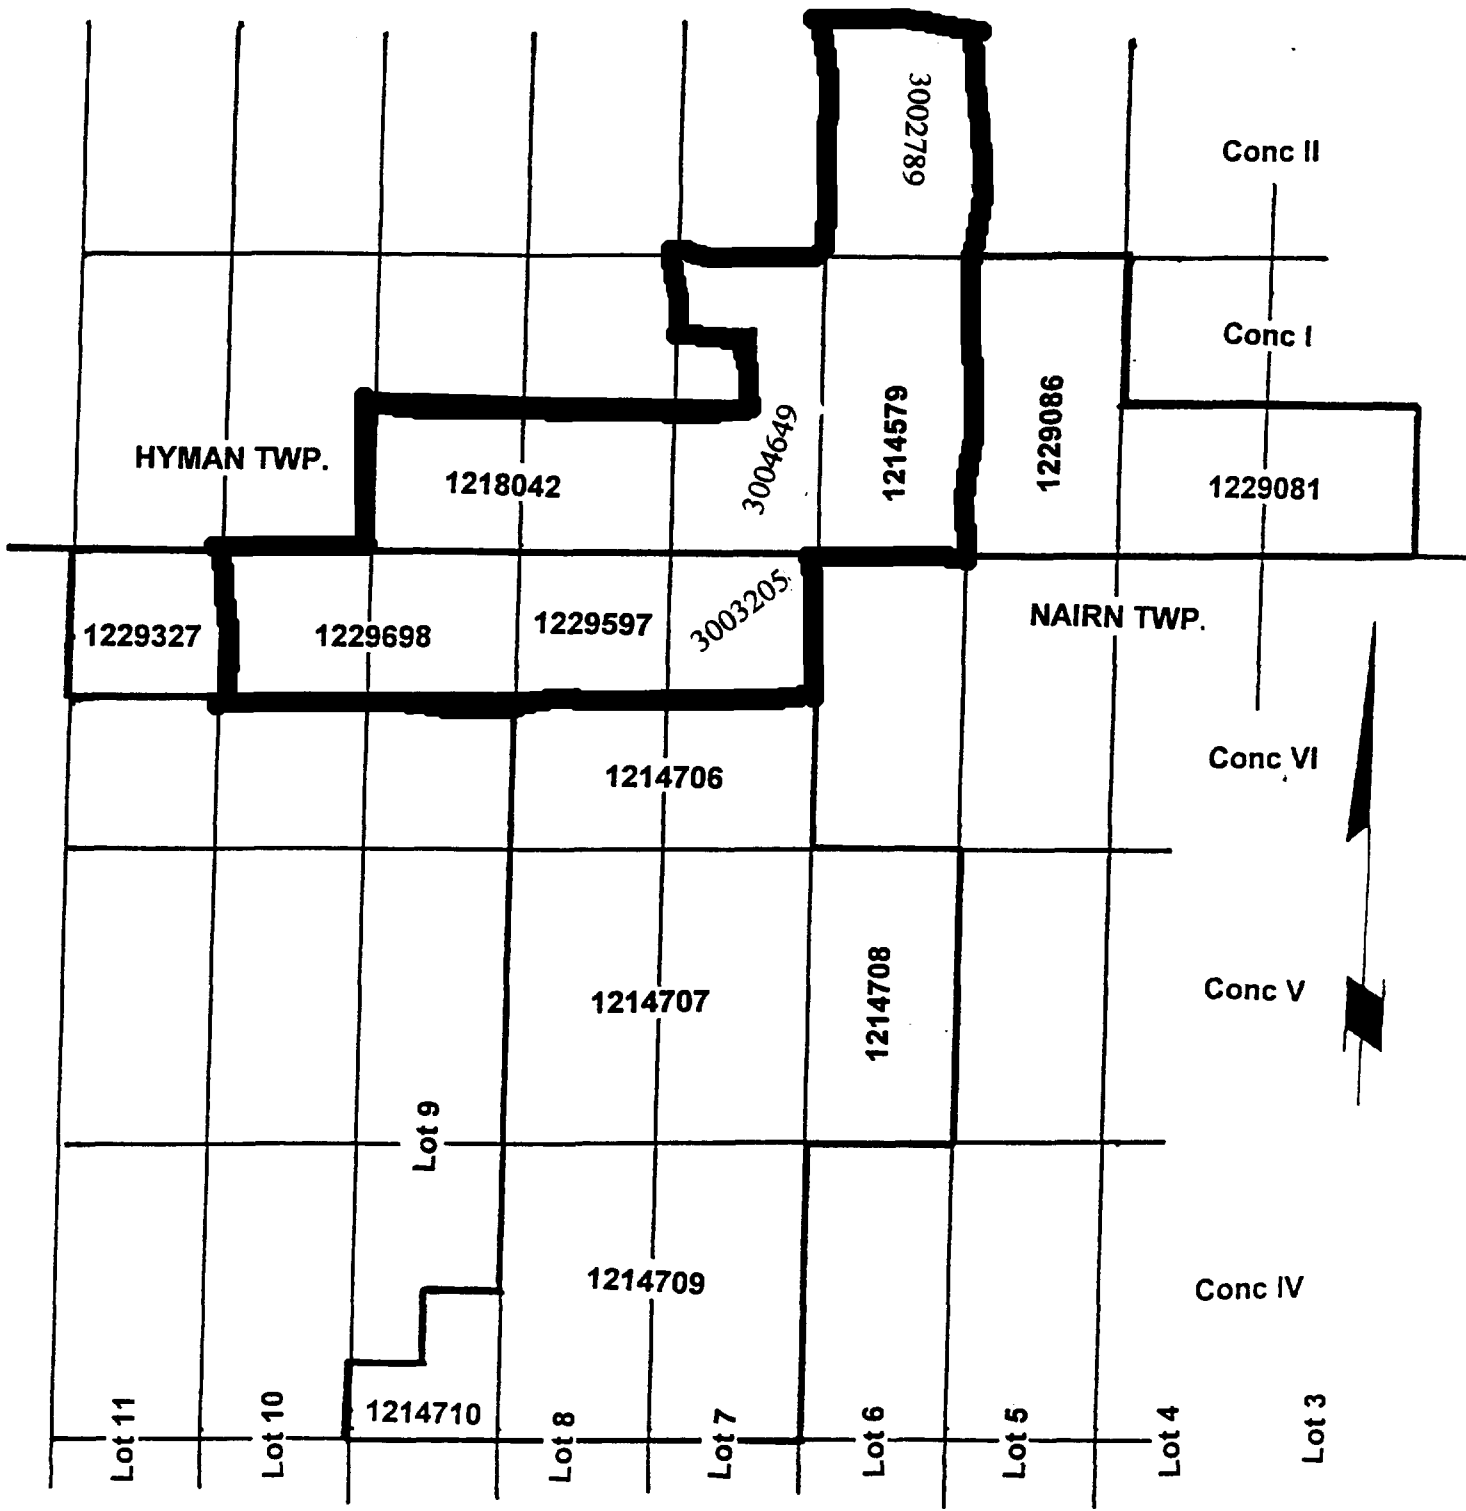 3002789
Conc II
Conc I
1214579
1229086
3004649
HYMAN TWP.
1218042
1229081
3003205
1229327
1229698
1229597
NAIRN TWP.
1214706
Conc VI
1214707
1214708
Conc V
Lot 9
1214709
Conc IV
1214710
Lot 11
Lot 10
Lot 8
Lot 7
Lot 6
Lot 5
Lot 4
Lot 3